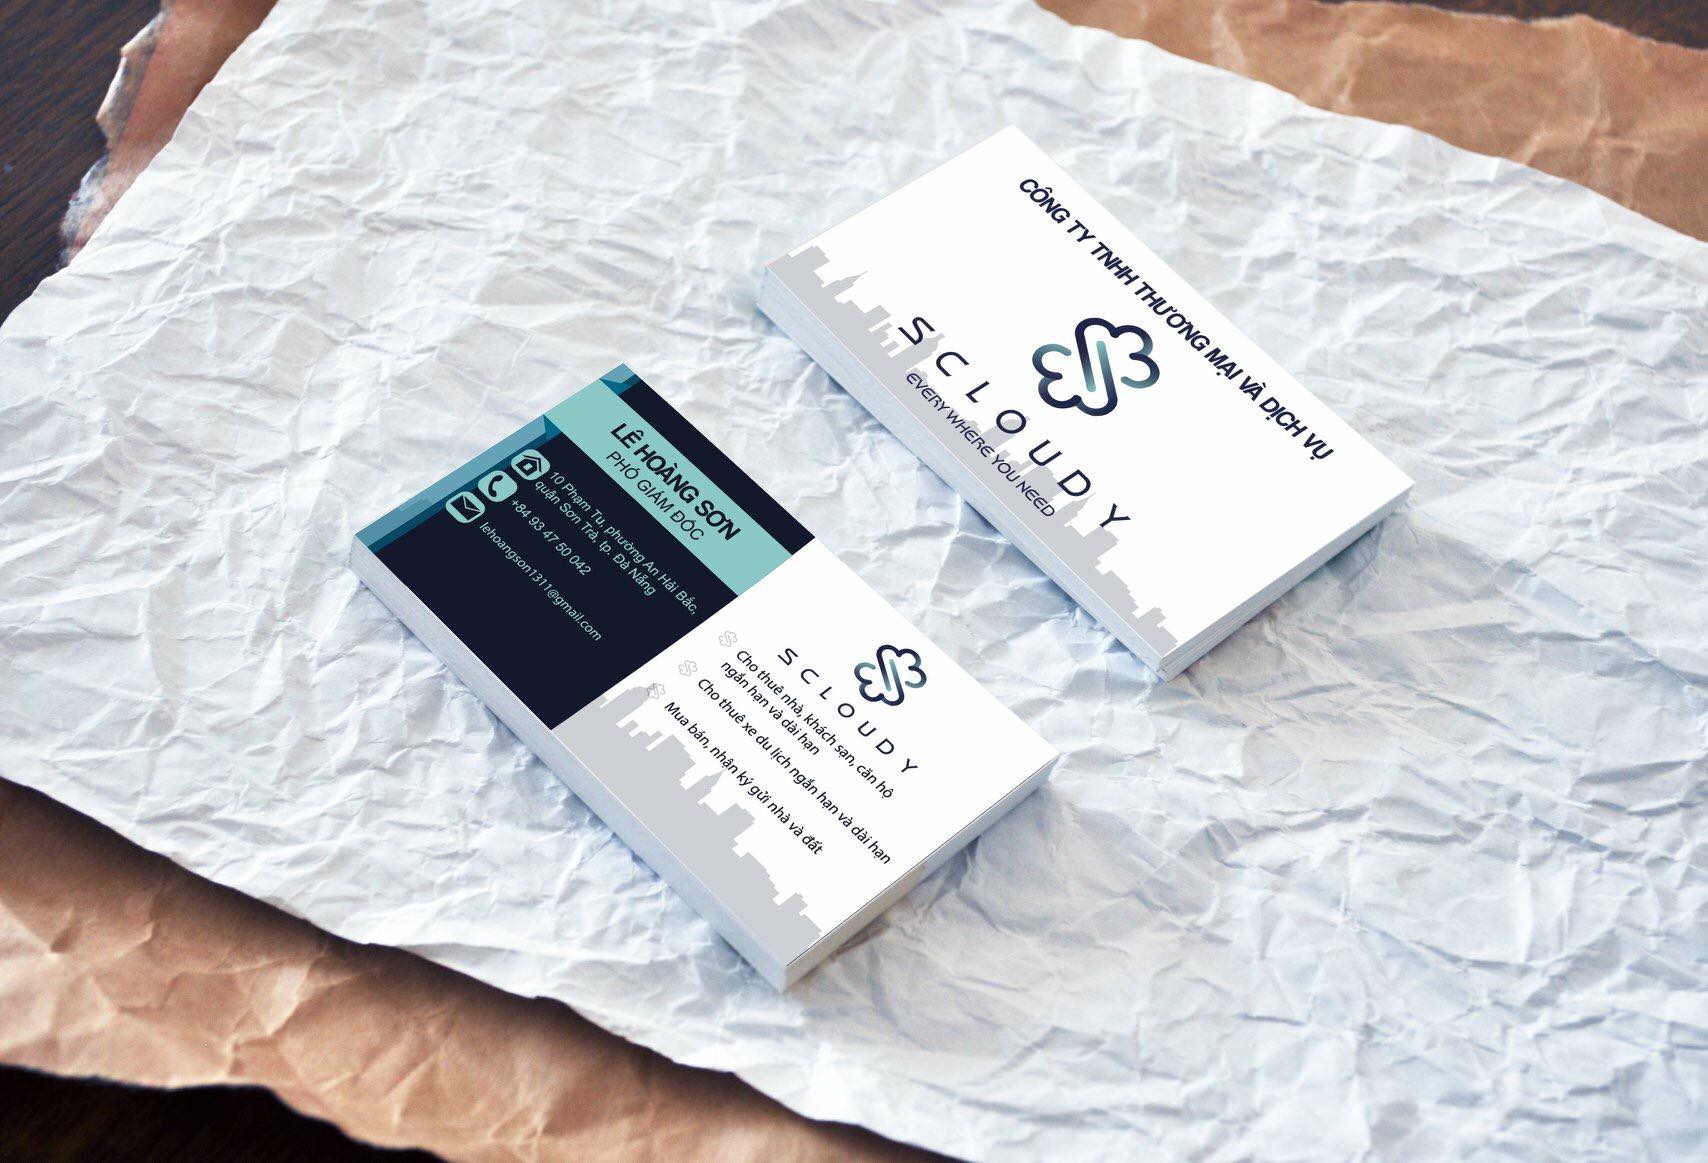 CÔNG TY TNHH THƯƠNG MẠI VÀ DỊCH VỤ
SCLOUDY
EVERY WHERE YOU NEED
LÊ HOÀNG SƠN
PHÓ GIÁM ĐỐC
10 Phạm Tu, phường An Hải Bắc,
quận Sơn Trà, tp. Đà Nẵng
+84 93 47 50 042
lehoangson1311@gmail.com
SCLOUDY
Cho thuê nhà, khách sạn, căn hộ
ngắn hạn và dài hạn
Cho thuê xe du lịch ngắn hạn và dài hạn
Mua bán, nhận ký gửi nhà và đất